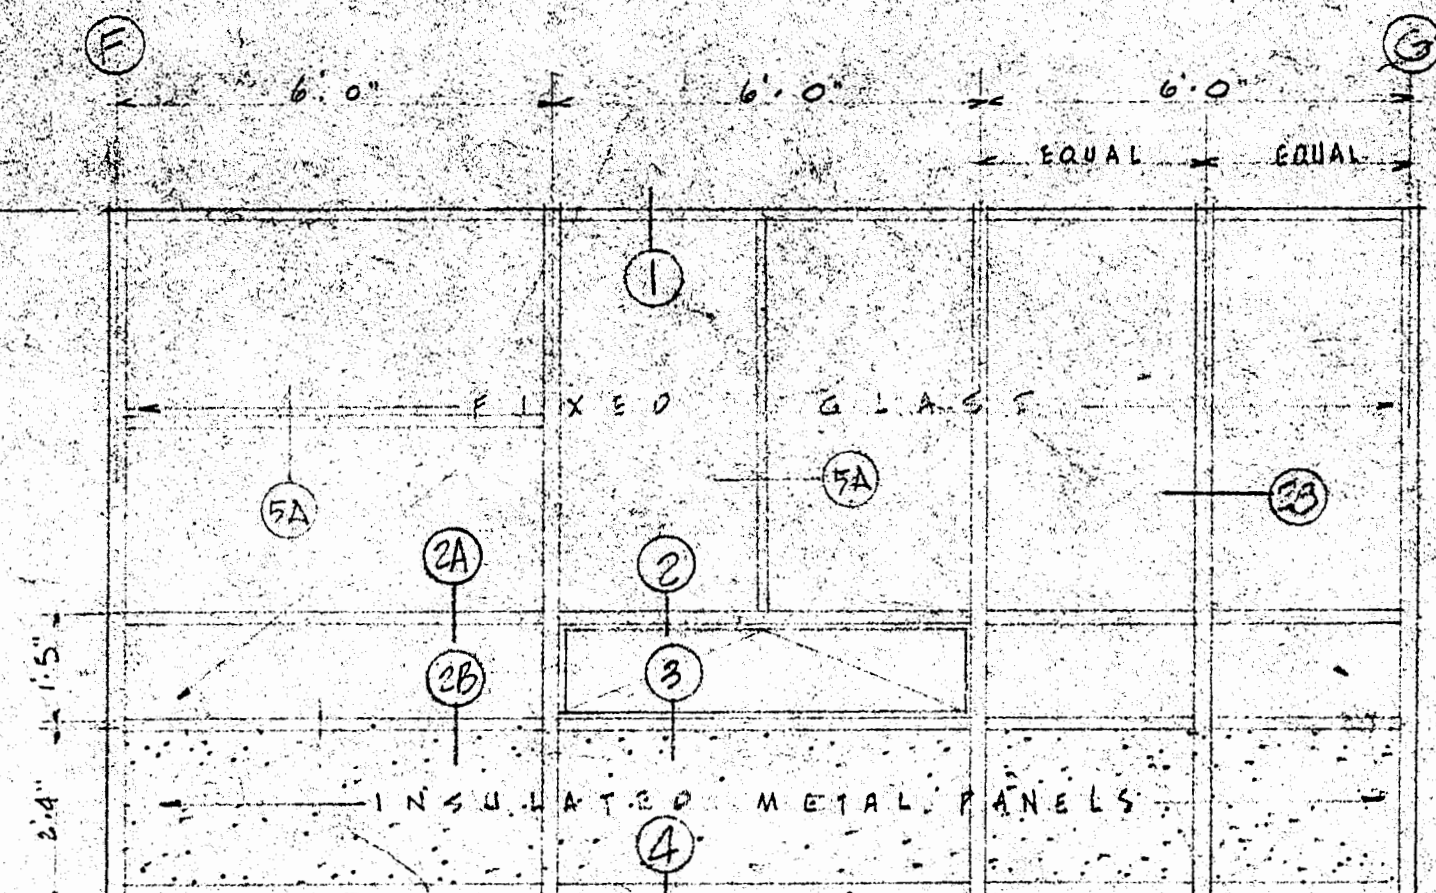 F G
6'-0" 6'-0" 6'-0"
EQUAL EQUAL
1
FIXED GLASS
5A 5A 23
2A 2
1'-5"
2B 3
INSULATED METAL PANELS
2'-4"
4